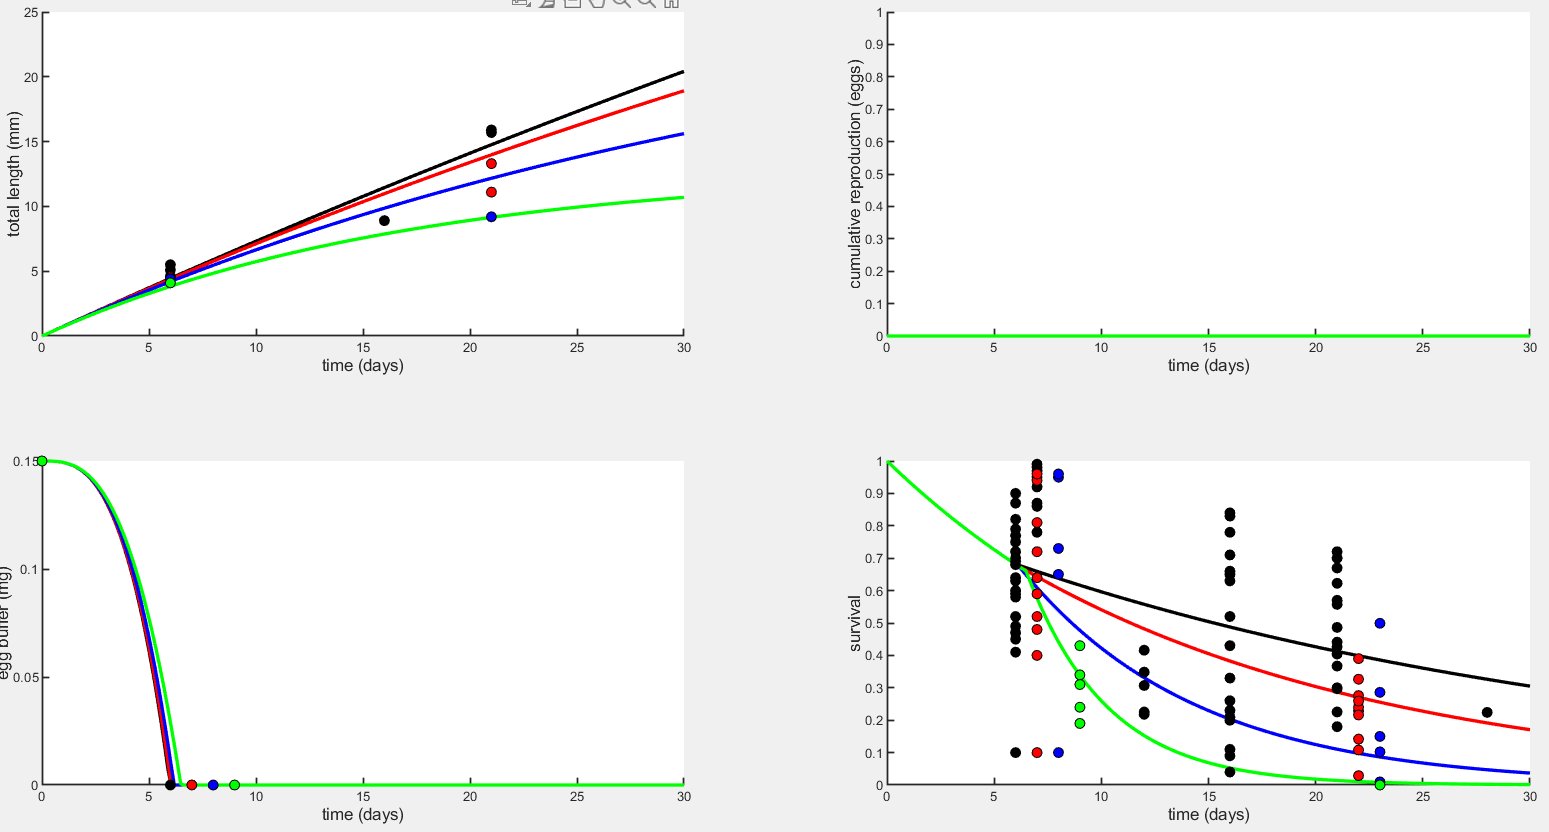 25
20
15
10
5
0
0 5 10 15 20 25 30
total length (mm)
time (days)
1
0.9
0.8
0.7
0.6
0.5
0.4
0.3
0.2
0.1
0
0 5 10 15 20 25 30
cumulative reproduction (eggs)
time (days)
0.15
0.1
0.05
0
0 5 10 15 20 25 30
egg buffer (mg)
time (days)
1
0.9
0.8
0.7
0.6
0.5
0.4
0.3
0.2
0.1
0
0 5 10 15 20 25 30
survival
time (days)